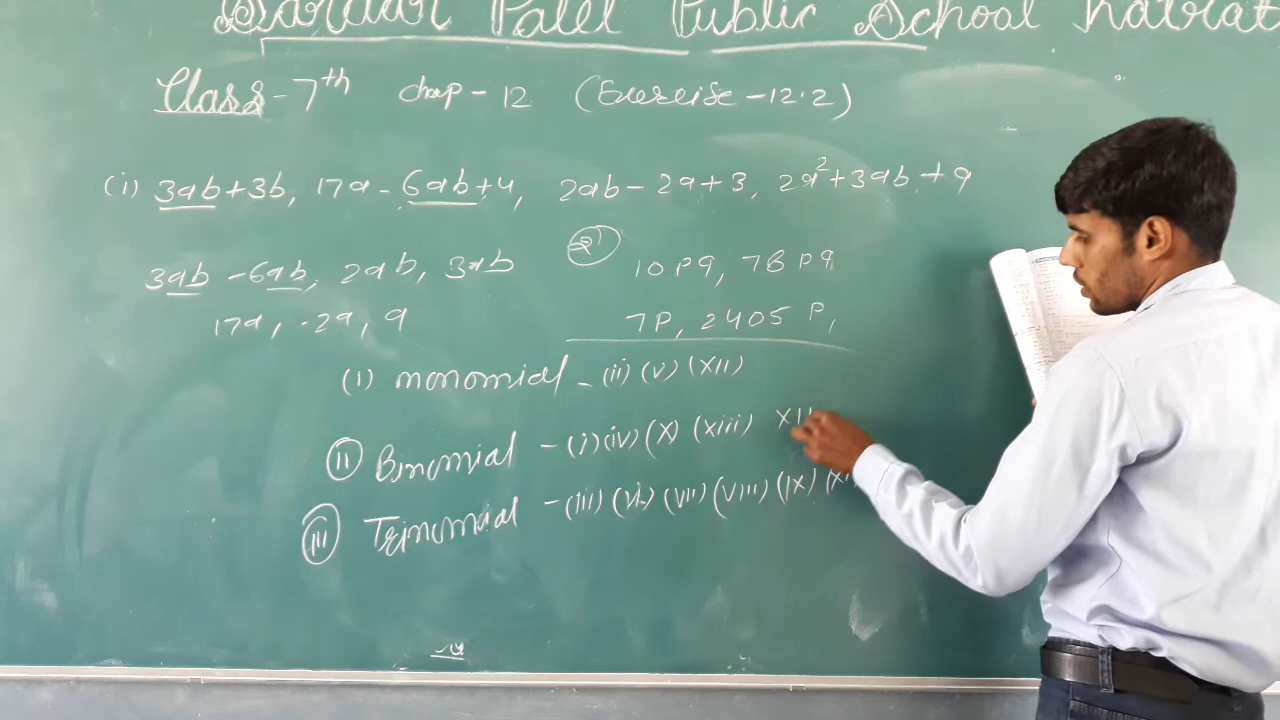 Sardar Patel Public School
Class-7th chap-12 (Exercise-12.2)
(i) 3ab+3b, 17a-6ab+4, 2ab-2a+3, 2a²+3ab+9
3ab -6ab, 2ab, 3ab
17a, -2a, 9
10pq, 78pq
7P, 2405 P,
(1) monomial - (ii) (v) (XII)
(II) Binomial - (i) (iv) (X) (xiii) XII
(III) Trinomial - (iii) (vi) (vii) (VIII) (IX)